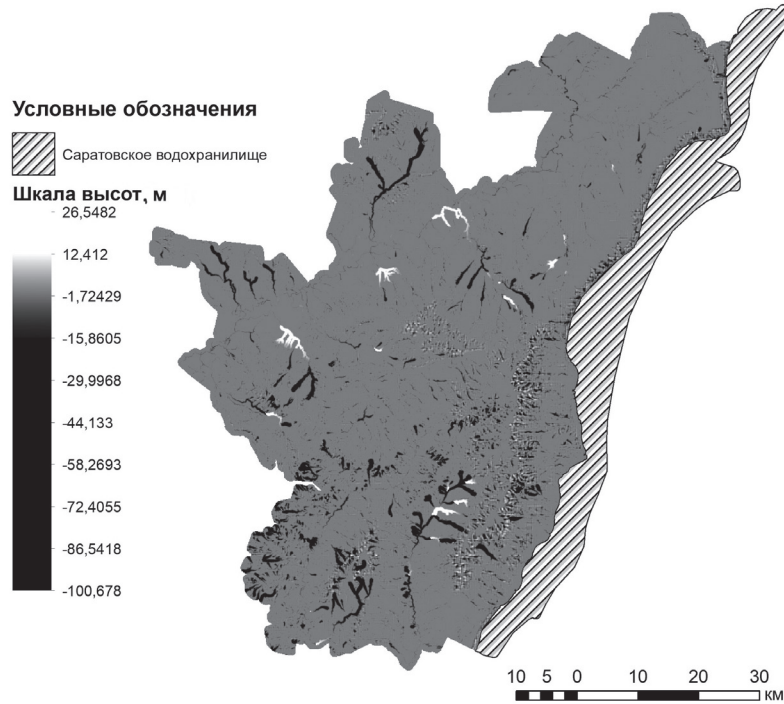 Условные обозначения
Саратовское водохранилище
Шкала высот, м
26,5482
12,412
-1,72429
-15,8605
-29,9968
-44,133
-58,2693
-72,4055
-86,5418
-100,678
10 5 0 10 20 30
км